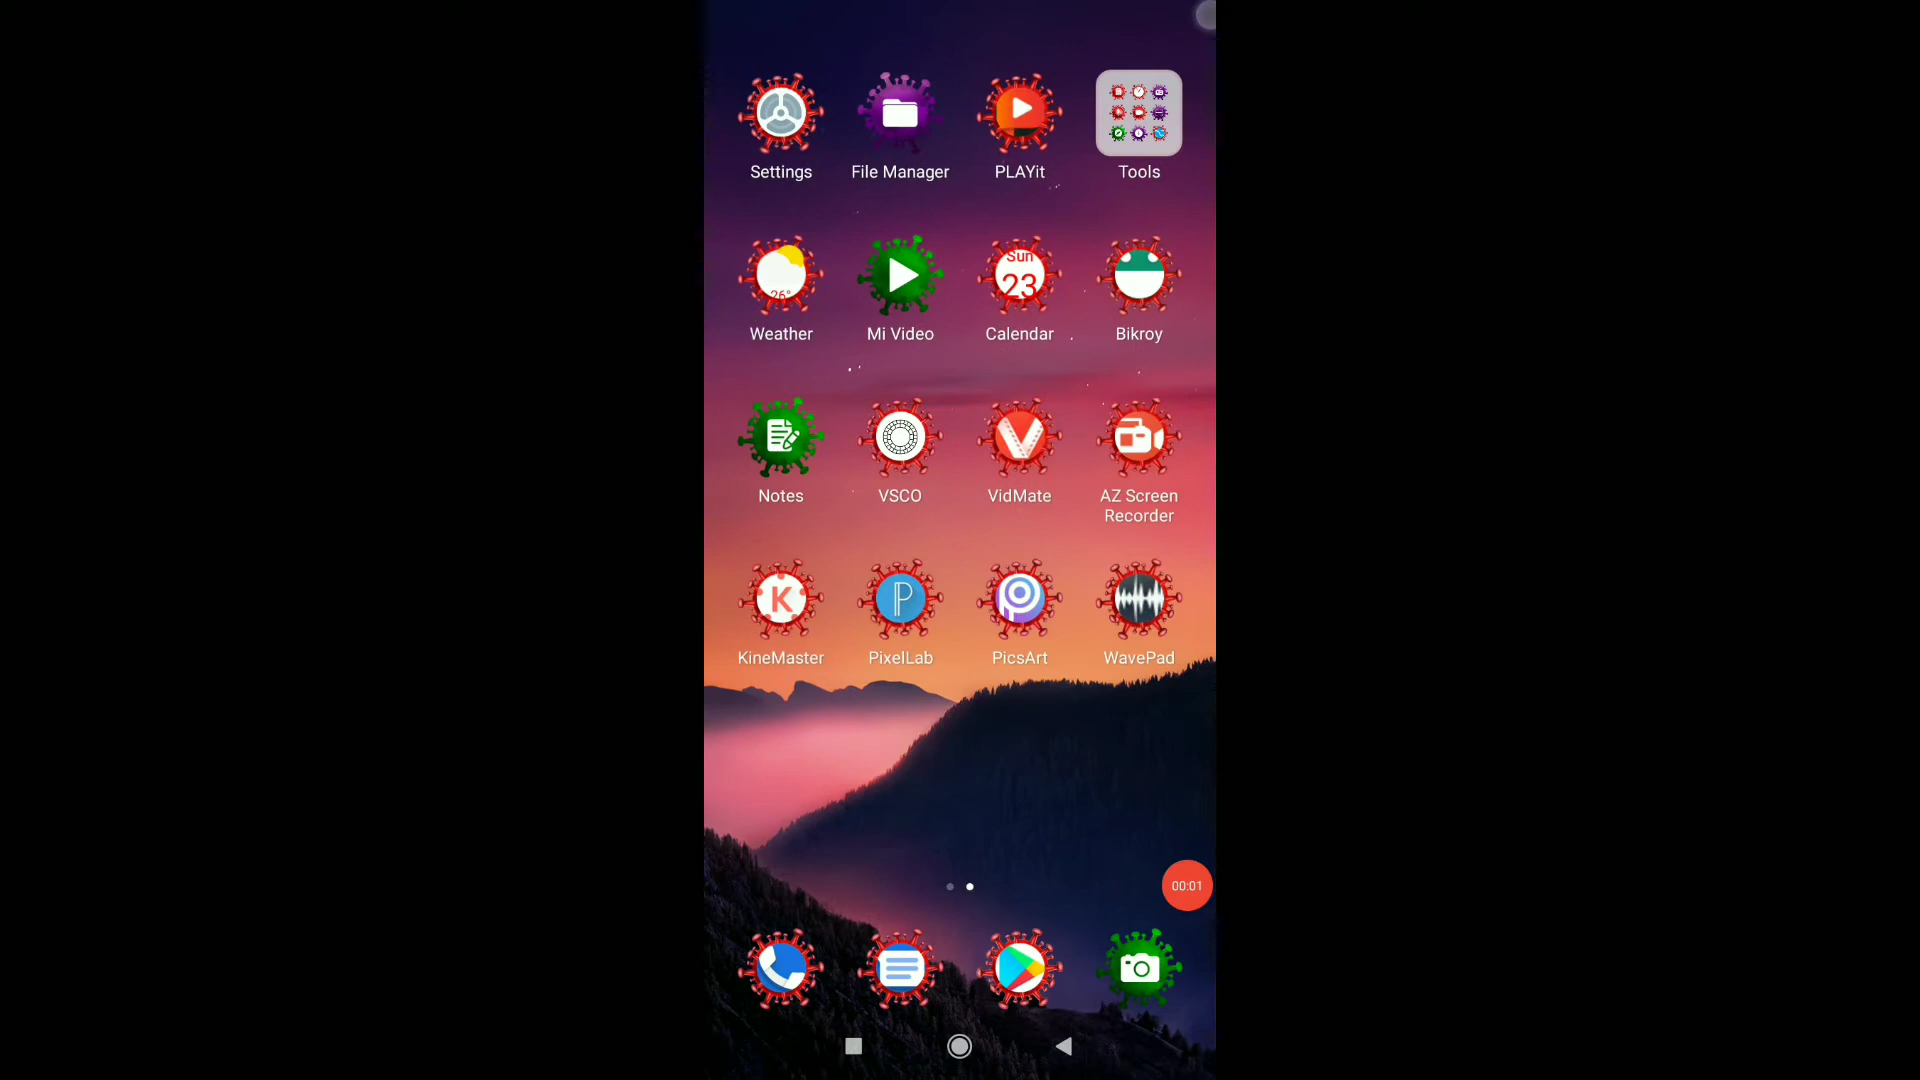 Settings
File Manager
PLAYit
Tools
26°
Sun
23
Weather
Mi Video
Calendar
Bikroy
Notes
VSCO
VidMate
AZ Screen
Recorder
K
P
KineMaster
PixelLab
PicsArt
WavePad
00:01